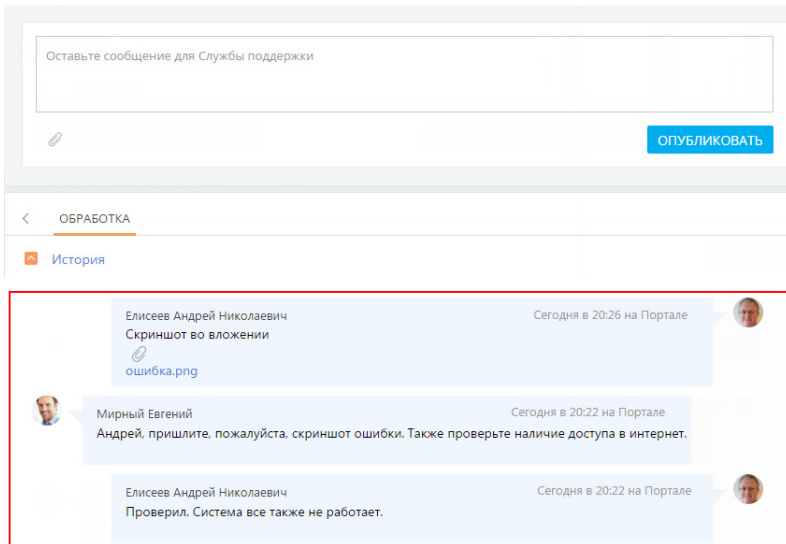 Оставьте сообщение для Службы поддержки
ОПУБЛИКОВАТЬ
ОБРАБОТКА
История
Елисеев Андрей Николаевич Сегодня в 20:26 на Портале
Скриншот во вложении
ошибка.png
Мирный Евгений Сегодня в 20:22 на Портале
Андрей, пришлите, пожалуйста, скриншот ошибки. Также проверьте наличие доступа в интернет.
Елисеев Андрей Николаевич Сегодня в 20:22 на Портале
Проверил. Система все также не работает.